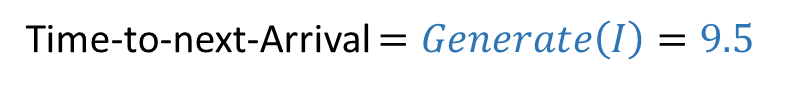 Time-to-next-Arrival = Generate(I) = 9.5